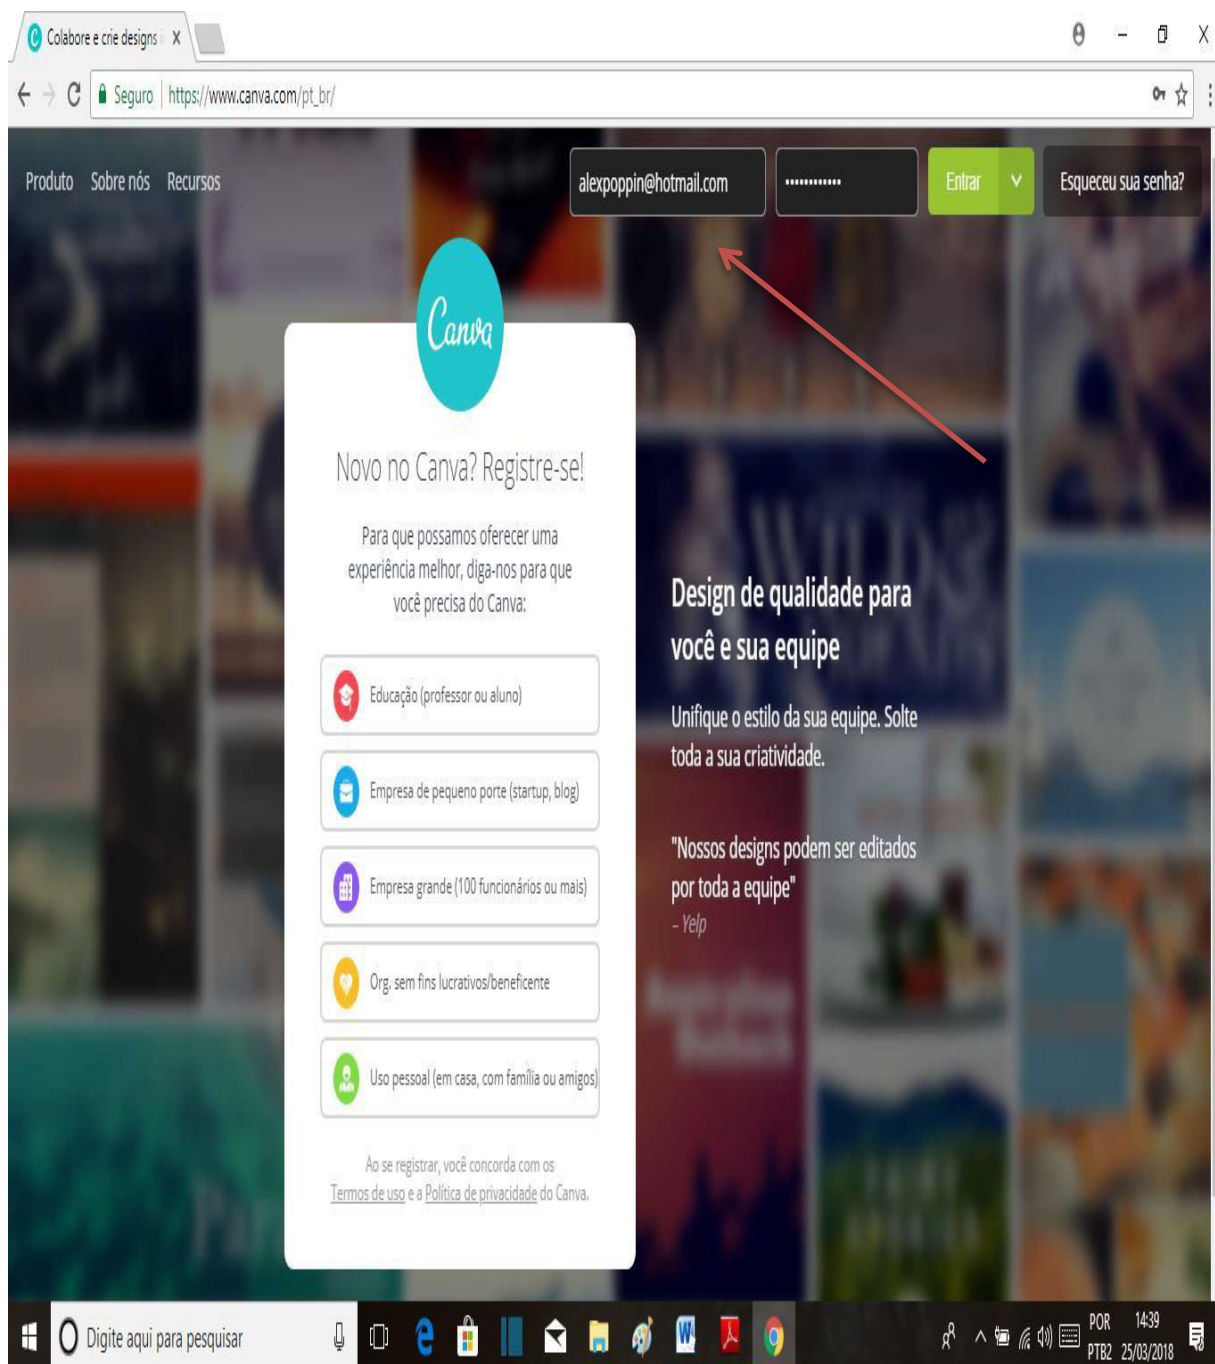 Colabore e crie designs i
Seguro | https://www.canva.com/pt_br/
Produto Sobre nós Recursos
alexpoppin@hotmail.com
••••••••••••
Entrar
Esqueceu sua senha?
Canva
Novo no Canva? Registre-se!
Para que possamos oferecer uma
experiência melhor, diga-nos para que
você precisa do Canva:
Educação (professor ou aluno)
Empresa de pequeno porte (startup, blog)
Empresa grande (100 funcionários ou mais)
Org. sem fins lucrativos/beneficente
Uso pessoal (em casa, com família ou amigos)
Ao se registrar, você concorda com os
Termos de uso e a Política de privacidade do Canva.
Design de qualidade para
você e sua equipe
Unifique o estilo da sua equipe. Solte
toda a sua criatividade.
"Nossos designs podem ser editados
por toda a equipe"
– Yelp
Digite aqui para pesquisar
POR
PTB2
14:39
25/03/2018